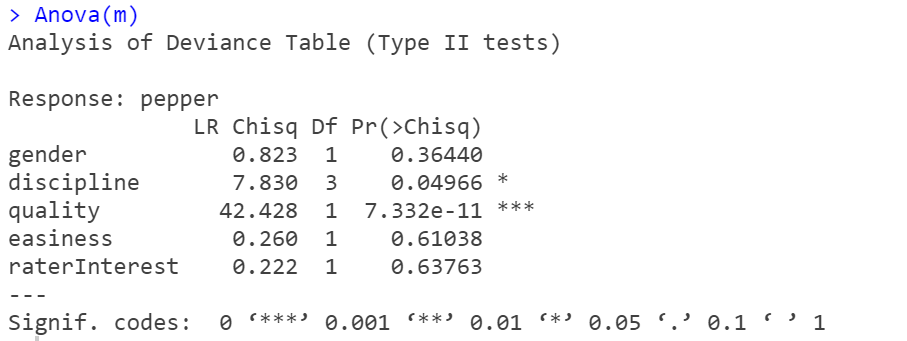 > Anova(m)
Analysis of Deviance Table (Type II tests)
Response: pepper
LR Chisq Df Pr(>Chisq)
gender 0.823 1 0.36440
discipline 7.830 3 0.04966 *
quality 42.428 1 7.332e-11 ***
easiness 0.260 1 0.61038
raterInterest 0.222 1 0.63763
---
Signif. codes: 0 ‘***’ 0.001 ‘**’ 0.01 ‘*’ 0.05 ‘.’ 0.1 ‘ ’ 1